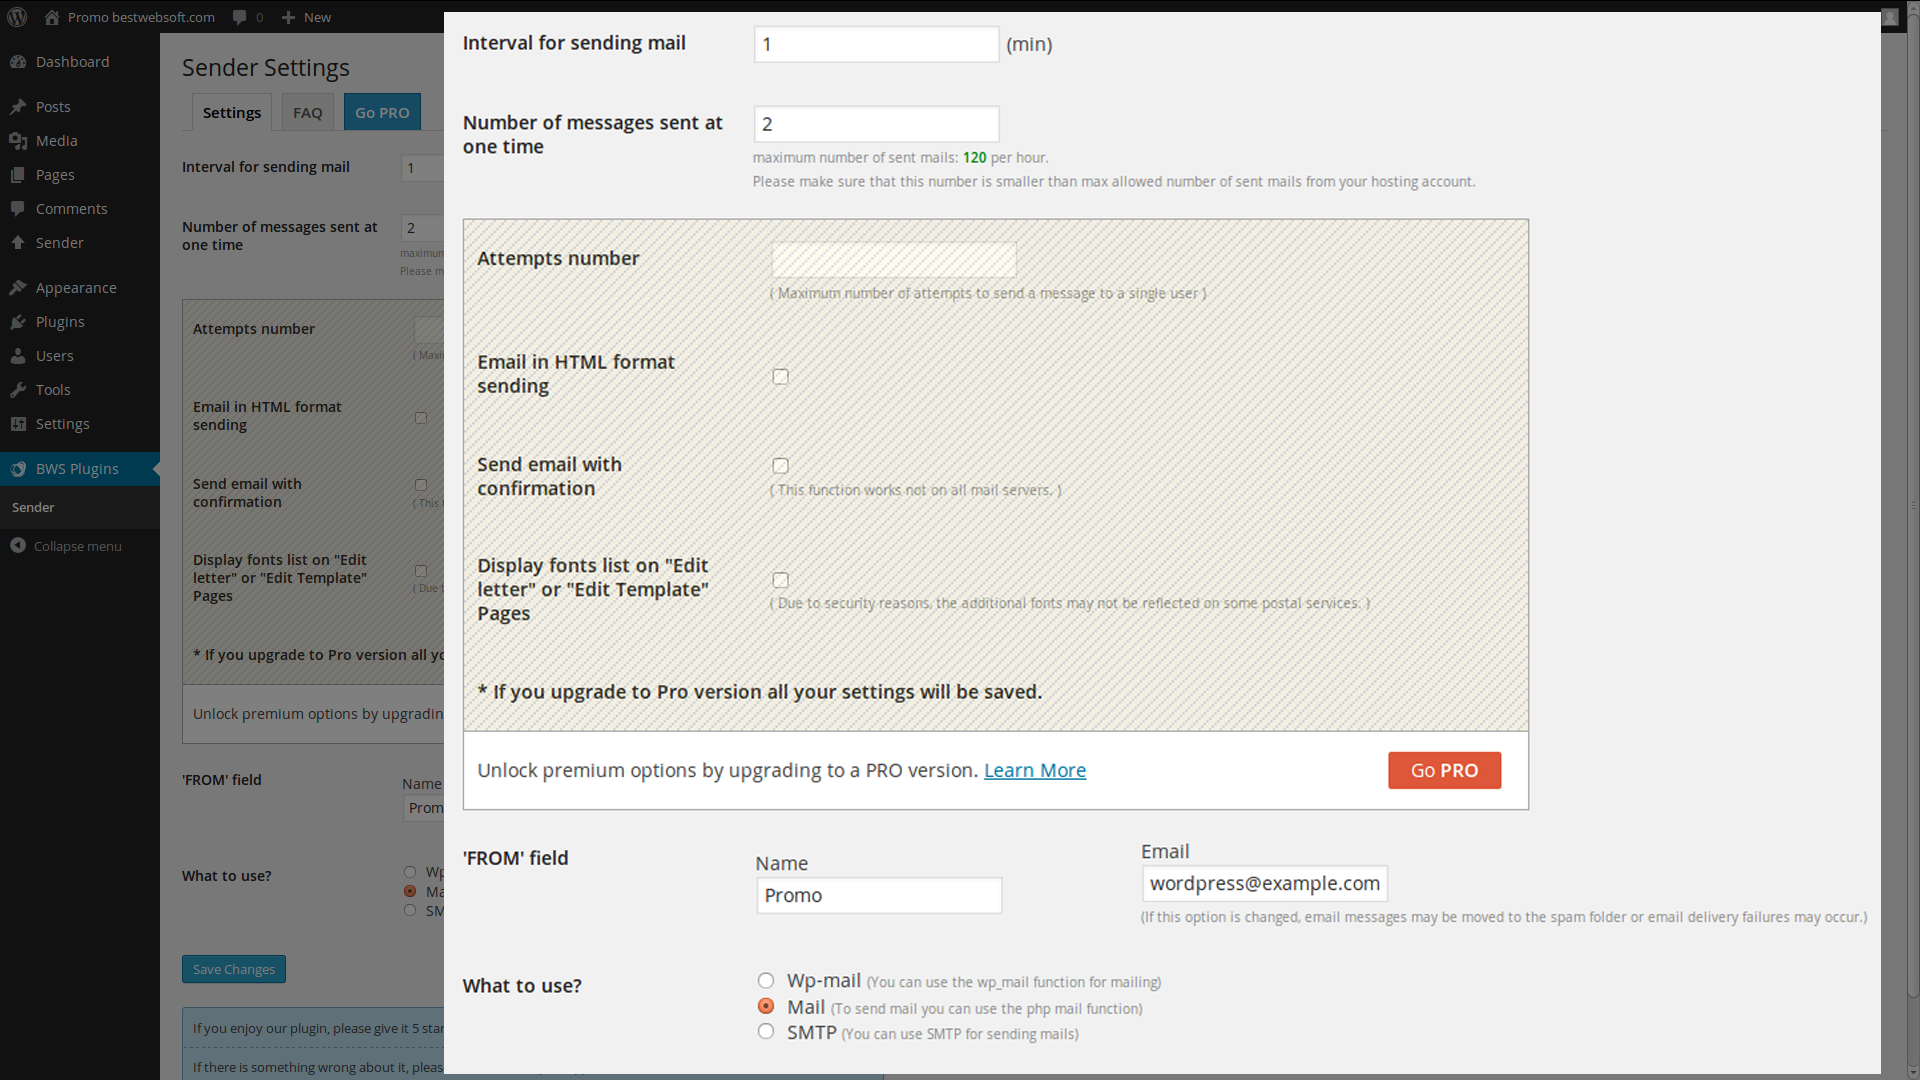 Promo bestwebsoft.com 0 New
Dashboard
Posts
Media
Pages
Comments
Sender
Appearance
Plugins
Users
Tools
Settings
BWS Plugins
Sender
Collapse menu
Sender Settings
Settings FAQ Go PRO
Interval for sending mail 1
Number of messages sent at
one time
2
maximum
Please m
Attempts number
( Maxi
Email in HTML format
sending
Send email with
confirmation
( This
Display fonts list on "Edit
letter" or "Edit Template"
Pages
( Due t
* If you upgrade to Pro version all yo
Unlock premium options by upgradin
'FROM' field
Name
Prom
What to use?
Wp
Ma
SM
Save Changes
If you enjoy our plugin, please give it 5 star
If there is something wrong about it, pleas
Interval for sending mail 1 (min)
Number of messages sent at
one time
2
maximum number of sent mails: 120 per hour.
Please make sure that this number is smaller than max allowed number of sent mails from your hosting account.
Attempts number
( Maximum number of attempts to send a message to a single user )
Email in HTML format
sending
Send email with
confirmation
( This function works not on all mail servers. )
Display fonts list on "Edit
letter" or "Edit Template"
Pages
( Due to security reasons, the additional fonts may not be reflected on some postal services. )
* If you upgrade to Pro version all your settings will be saved.
Unlock premium options by upgrading to a PRO version. Learn More Go PRO
'FROM' field
Name
Promo
Email
wordpress@example.com
(If this option is changed, email messages may be moved to the spam folder or email delivery failures may occur.)
What to use?
Wp-mail (You can use the wp_mail function for mailing)
Mail (To send mail you can use the php mail function)
SMTP (You can use SMTP for sending mails)